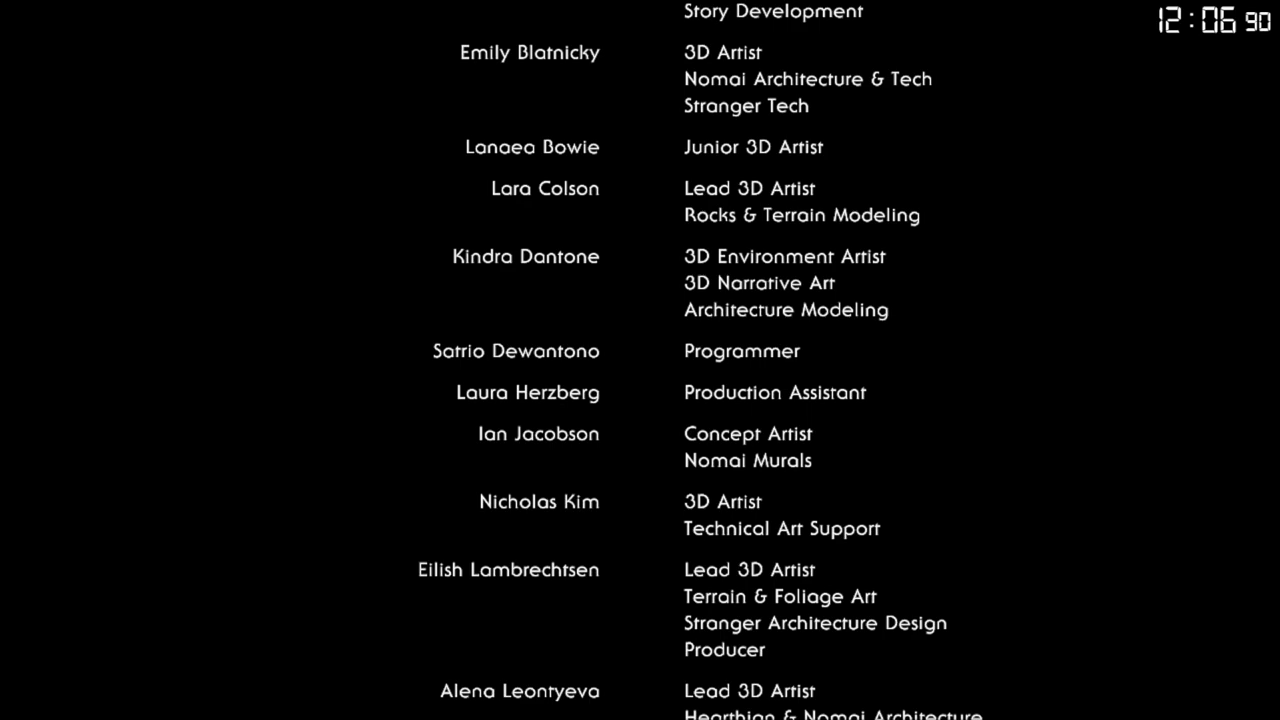 Story Development
12:06 90
Emily Blatnicky 3D Artist
Nomai Architecture & Tech
Stranger Tech
Lanaea Bowie Junior 3D Artist
Lara Colson Lead 3D Artist
Rocks & Terrain Modeling
Kindra Dantone 3D Environment Artist
3D Narrative Art
Architecture Modeling
Satrio Dewantono Programmer
Laura Herzberg Production Assistant
Ian Jacobson Concept Artist
Nomai Murals
Nicholas Kim 3D Artist
Technical Art Support
Eilish Lambrechtsen Lead 3D Artist
Terrain & Foliage Art
Stranger Architecture Design
Producer
Alena Leontyeva Lead 3D Artist
Hearthian & Nomai Architecture